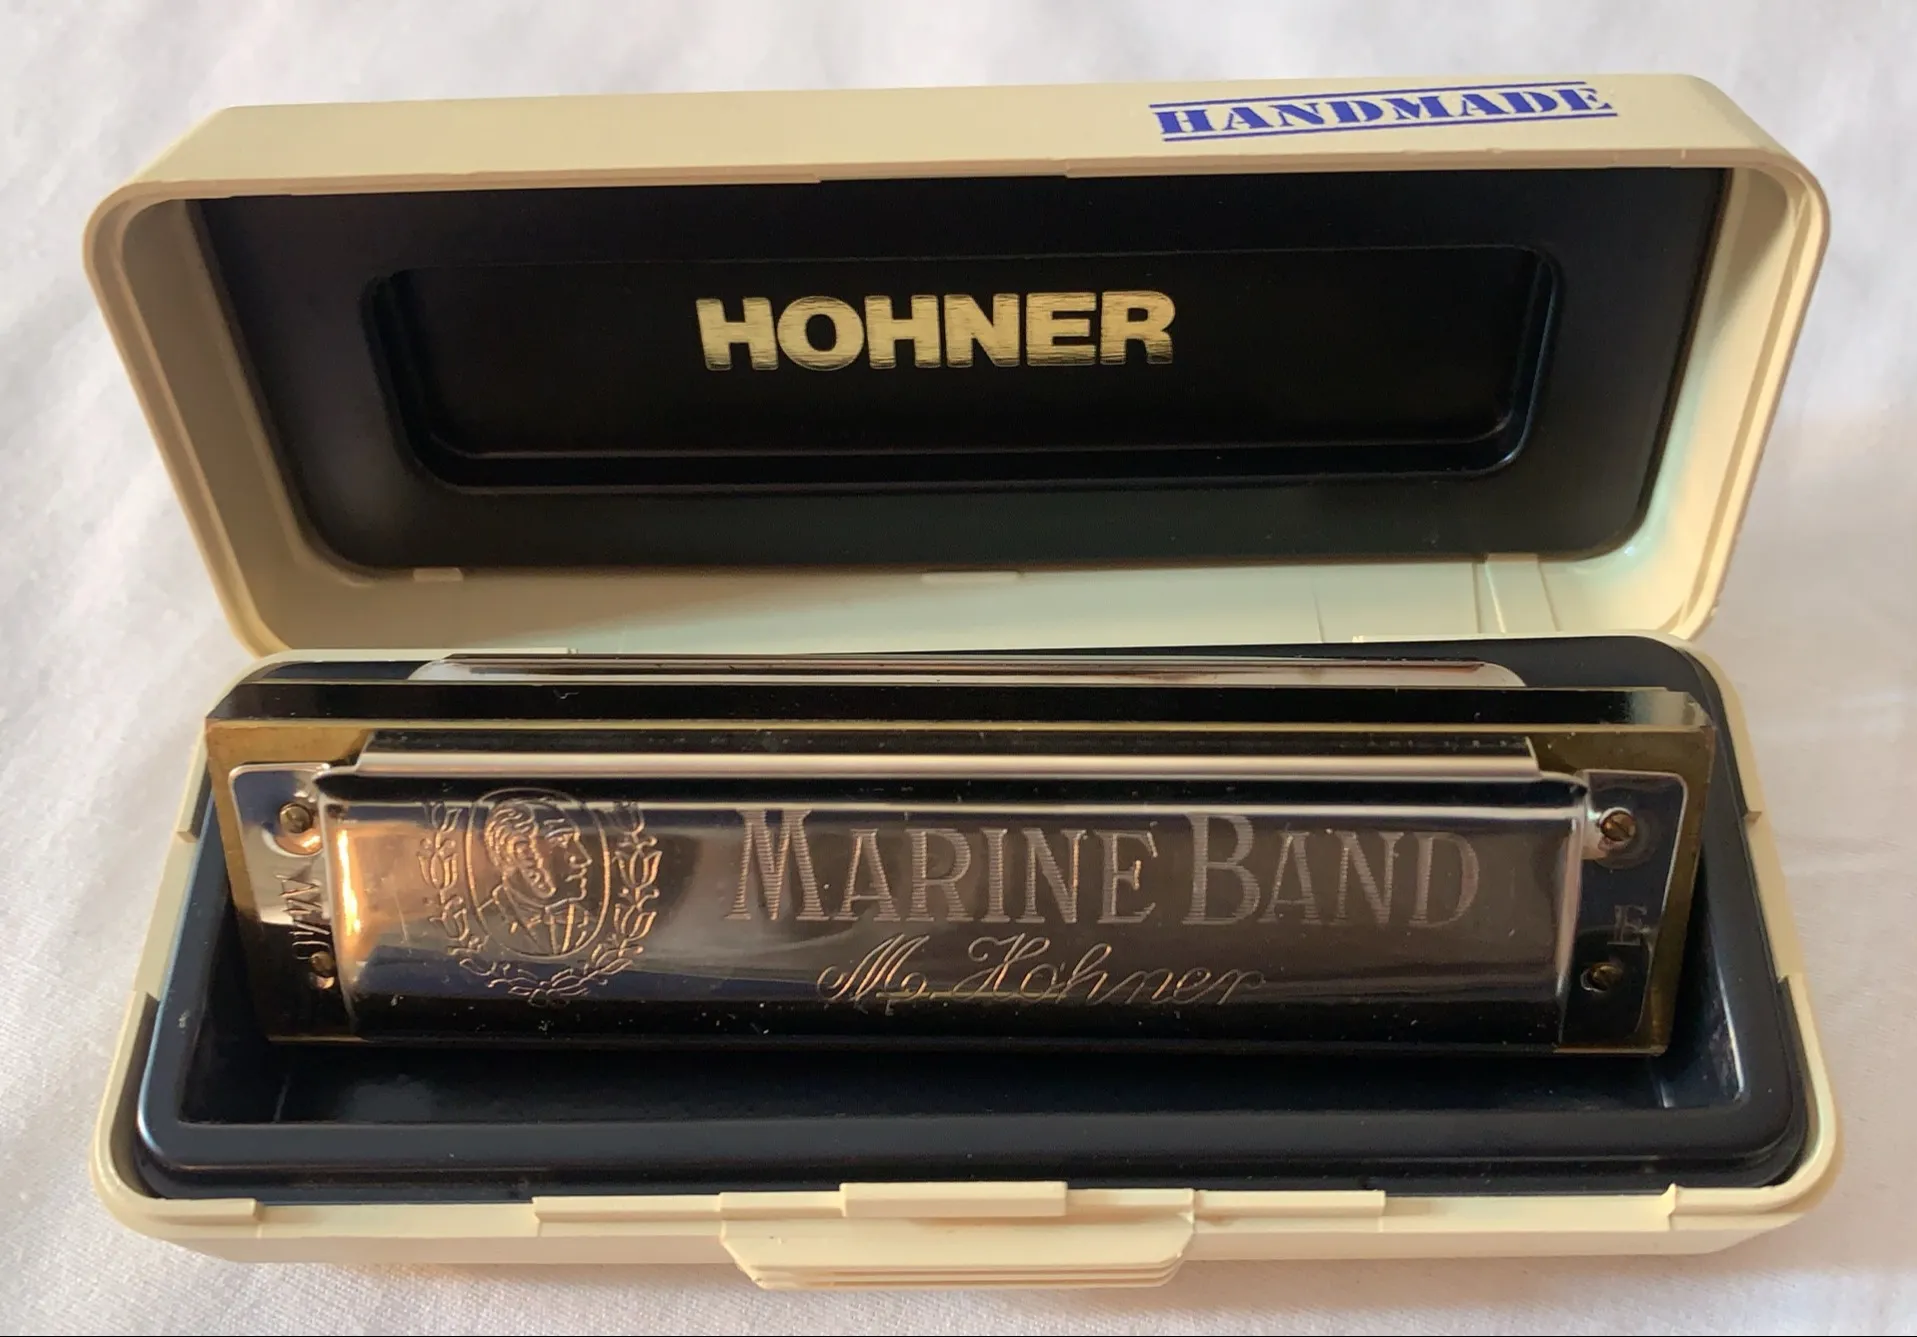 HANDMADE
HOHNER
MARINE BAND
M. Hohner
E